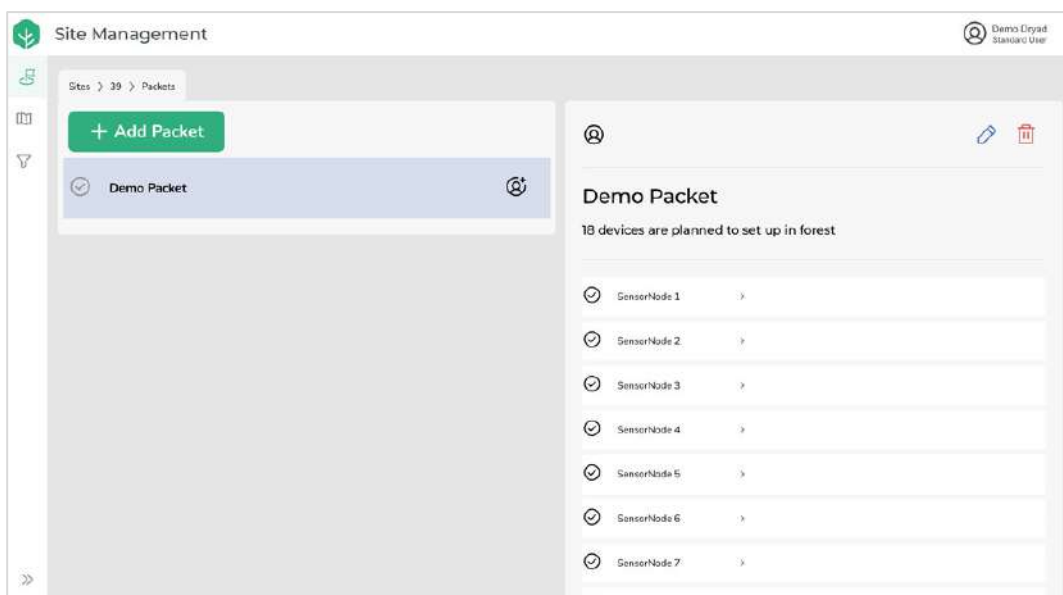 Site Management
Demo Dryad
Standard User
Sites > 39 > Packets
+ Add Packet
Demo Packet
Demo Packet
18 devices are planned to set up in forest
SensorNode 1 >
SensorNode 2 >
SensorNode 3 >
SensorNode 4 >
SensorNode 5 >
SensorNode 6 >
SensorNode 7 >